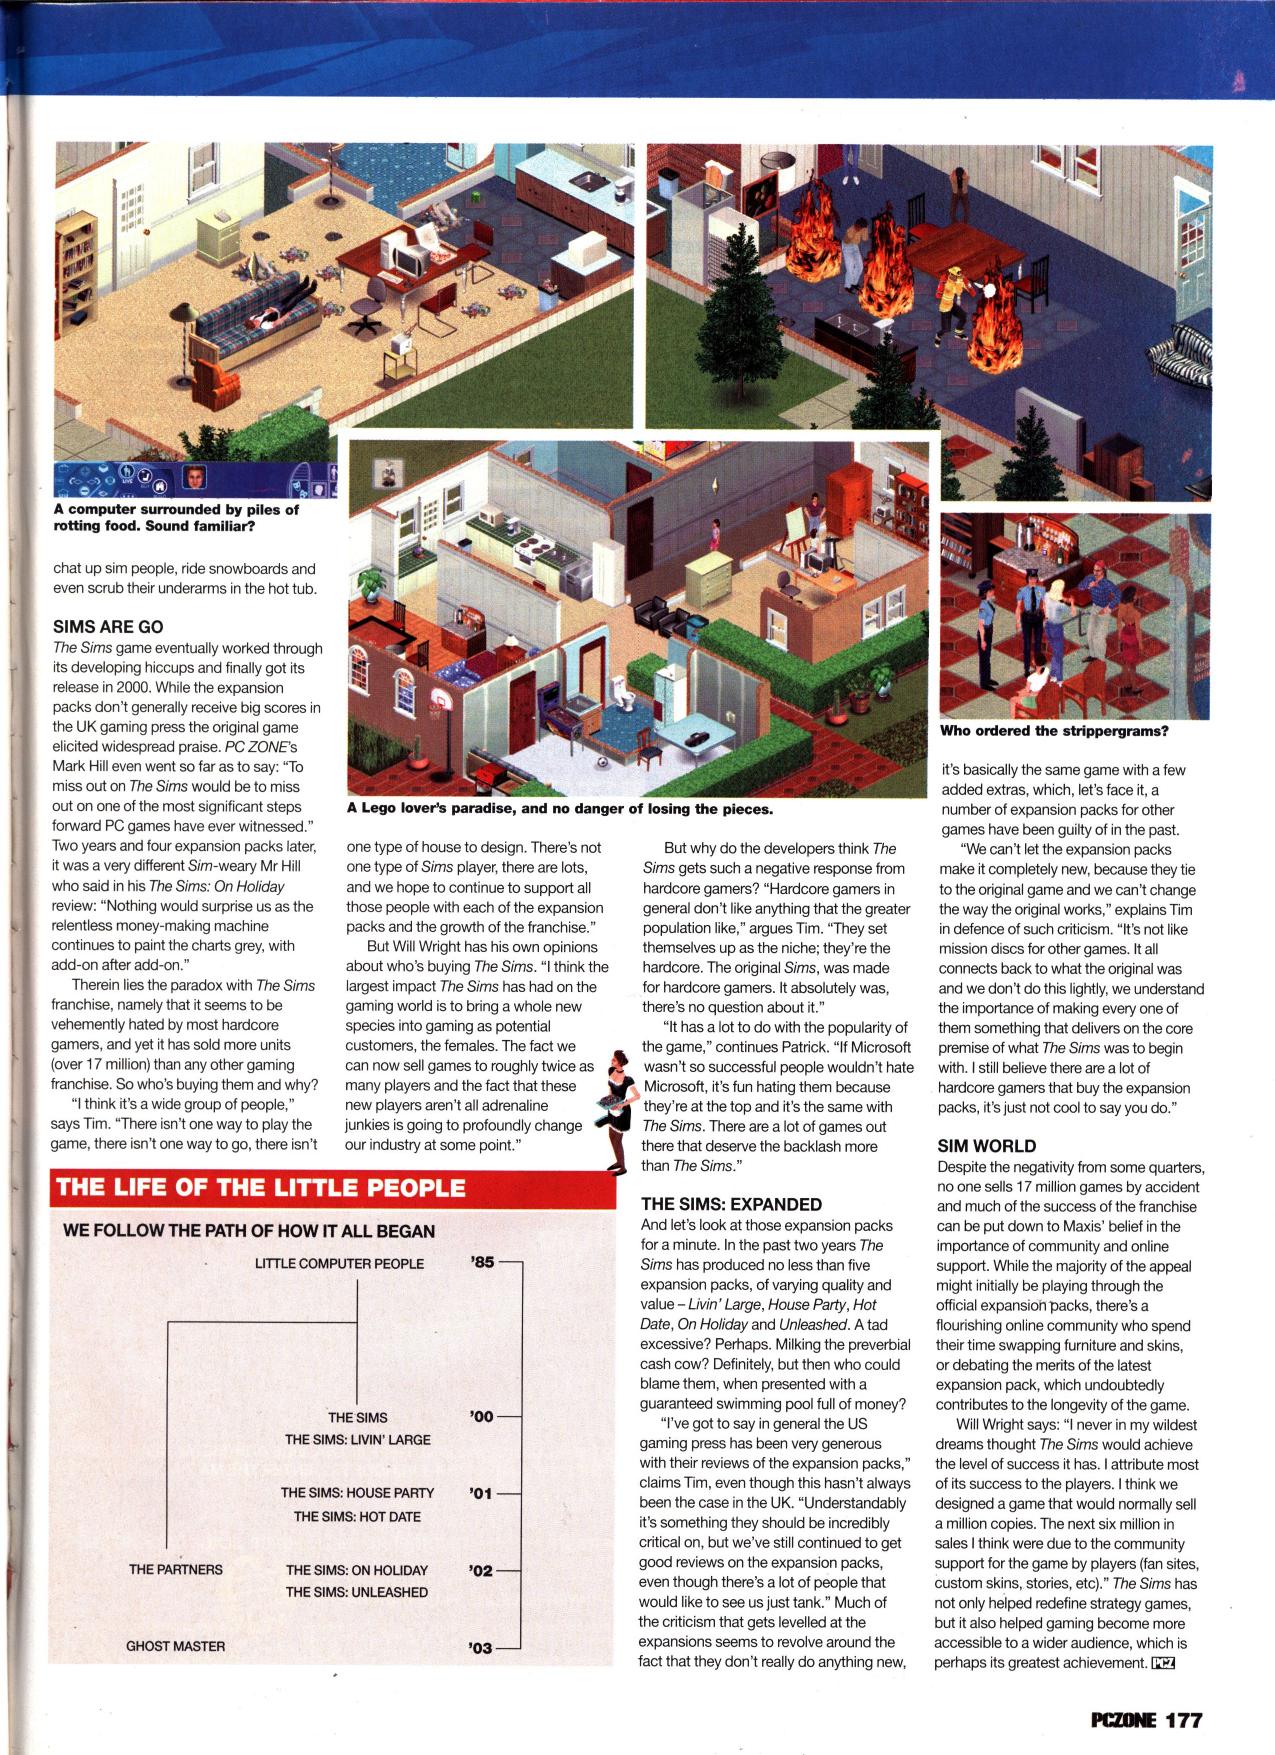 A computer surrounded by piles of
rotting food. Sound familiar?
chat up sim people, ride snowboards and
even scrub their underarms in the hot tub.
SIMS ARE GO
The Sims game eventually worked through
its developing hiccups and finally got its
release in 2000. While the expansion
packs don't generally receive big scores in
the UK gaming press the original game
elicited widespread praise. PC ZONE's
Mark Hill even went so far as to say: “To
miss out on The Sims would be to miss
out on one of the most significant steps
forward PC games have ever witnessed.”
Two years and four expansion packs later,
it was a very different Sim-weary Mr Hill
who said in his The Sims: On Holiday
review: “Nothing would surprise us as the
relentless money-making machine
continues to paint the charts grey, with
add-on after add-on.”
Therein lies the paradox with The Sims
franchise, namely that it seems to be
vehemently hated by most hardcore
gamers, and yet it has sold more units
(over 17 million) than any other gaming
franchise. So who's buying them and why?
“I think it's a wide group of people,”
says Tim. “There isn't one way to play the
game, there isn't one way to go, there isn't
A Lego lover's paradise, and no danger of losing the pieces.
one type of house to design. There's not
one type of Sims player, there are lots,
and we hope to continue to support all
those people with each of the expansion
packs and the growth of the franchise.”
But Will Wright has his own opinions
about who's buying The Sims. “I think the
largest impact The Sims has had on the
gaming world is to bring a whole new
species into gaming as potential
customers, the females. The fact we
can now sell games to roughly twice as
many players and the fact that these
new players aren't all adrenaline
junkies is going to profoundly change
our industry at some point.”
But why do the developers think The
Sims gets such a negative response from
hardcore gamers? “Hardcore gamers in
general don't like anything that the greater
population like,” argues Tim. “They set
themselves up as the niche; they're the
hardcore. The original Sims, was made
for hardcore gamers. It absolutely was,
there's no question about it.”
“It has a lot to do with the popularity of
the game,” continues Patrick. “If Microsoft
wasn't so successful people wouldn't hate
Microsoft, it's fun hating them because
they're at the top and it's the same with
The Sims. There are a lot of games out
there that deserve the backlash more
than The Sims.”
THE SIMS: EXPANDED
And let's look at those expansion packs
for a minute. In the past two years The
Sims has produced no less than five
expansion packs, of varying quality and
value – Livin' Large, House Party, Hot
Date, On Holiday and Unleashed. A tad
excessive? Perhaps. Milking the preverbial
cash cow? Definitely, but then who could
blame them, when presented with a
guaranteed swimming pool full of money?
“I've got to say in general the US
gaming press has been very generous
with their reviews of the expansion packs,”
claims Tim, even though this hasn't always
been the case in the UK. “Understandably
it's something they should be incredibly
critical on, but we've still continued to get
good reviews on the expansion packs,
even though there's a lot of people that
would like to see us just tank.” Much of
the criticism that gets levelled at the
expansions seems to revolve around the
fact that they don't really do anything new,
Who ordered the strippergrams?
it's basically the same game with a few
added extras, which, let's face it, a
number of expansion packs for other
games have been guilty of in the past.
“We can't let the expansion packs
make it completely new, because they tie
to the original game and we can't change
the way the original works,” explains Tim
in defence of such criticism. “It's not like
mission discs for other games. It all
connects back to what the original was
and we don't do this lightly, we understand
the importance of making every one of
them something that delivers on the core
premise of what The Sims was to begin
with. I still believe there are a lot of
hardcore gamers that buy the expansion
packs, it's just not cool to say you do.”
SIM WORLD
Despite the negativity from some quarters,
no one sells 17 million games by accident
and much of the success of the franchise
can be put down to Maxis' belief in the
importance of community and online
support. While the majority of the appeal
might initially be playing through the
official expansion packs, there's a
flourishing online community who spend
their time swapping furniture and skins,
or debating the merits of the latest
expansion pack, which undoubtedly
contributes to the longevity of the game.
Will Wright says: “I never in my wildest
dreams thought The Sims would achieve
the level of success it has. I attribute most
of its success to the players. I think we
designed a game that would normally sell
a million copies. The next six million in
sales I think were due to the community
support for the game by players (fan sites,
custom skins, stories, etc).” The Sims has
not only helped redefine strategy games,
but it also helped gaming become more
accessible to a wider audience, which is
perhaps its greatest achievement. PCZ
THE LIFE OF THE LITTLE PEOPLE
WE FOLLOW THE PATH OF HOW IT ALL BEGAN
LITTLE COMPUTER PEOPLE '85
THE SIMS '00
THE SIMS: LIVIN' LARGE
THE SIMS: HOUSE PARTY '01
THE SIMS: HOT DATE
THE PARTNERS THE SIMS: ON HOLIDAY '02
THE SIMS: UNLEASHED
GHOST MASTER '03
PCZONE 177